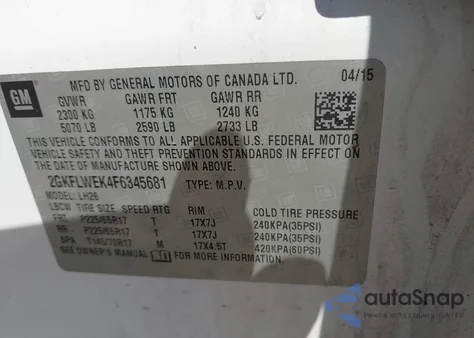 GM
MFD BY GENERAL MOTORS OF CANADA LTD. 04/15
GVWR GAWR FRT GAWR RR
2300 KG 1175 KG 1240 KG
5070 LB 2590 LB 2733 LB
THIS VEHICLE CONFORMS TO ALL APPLICABLE U.S. FEDERAL MOTOR
VEHICLE SAFETY AND THEFT PREVENTION STANDARDS IN EFFECT ON THE
DATE OF MANUFACTURE SHOWN ABOVE.
2GKFLWEK4F6345681 TYPE: M.P.V.
MODEL: LH26
LBCW TIRE SIZE SPEED RTG RIM COLD TIRE PRESSURE
FRT P225/65R17 T 17X7J 240KPA(35PSI)
RR P225/65R17 T 17X7J 240KPA(35PSI)
SPA T145/70R17 M 17X4.5T 420KPA(60PSI)
SEE OWNER'S MANUAL FOR ADDITIONAL INFORMATION
autoSnap
POWERED BY